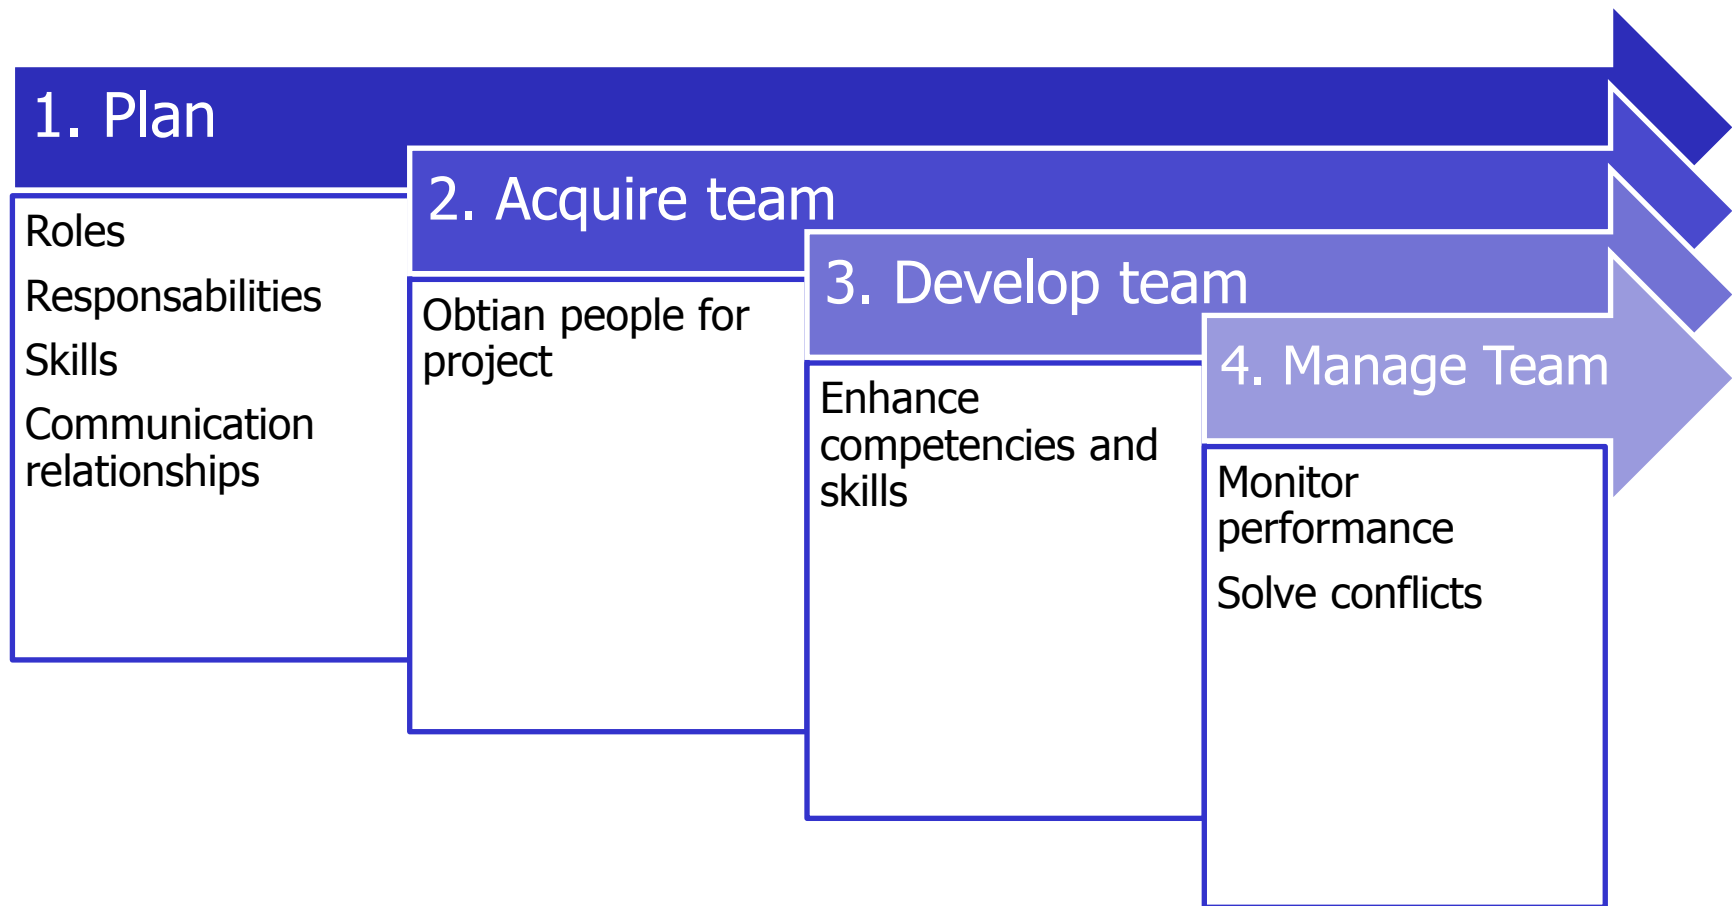 1. Plan
Roles
Responsabilities
Skills
Communication
relationships
2. Acquire team
Obtian people for
project
3. Develop team
Enhance
competencies and
skills
4. Manage Team
Monitor
performance
Solve conflicts